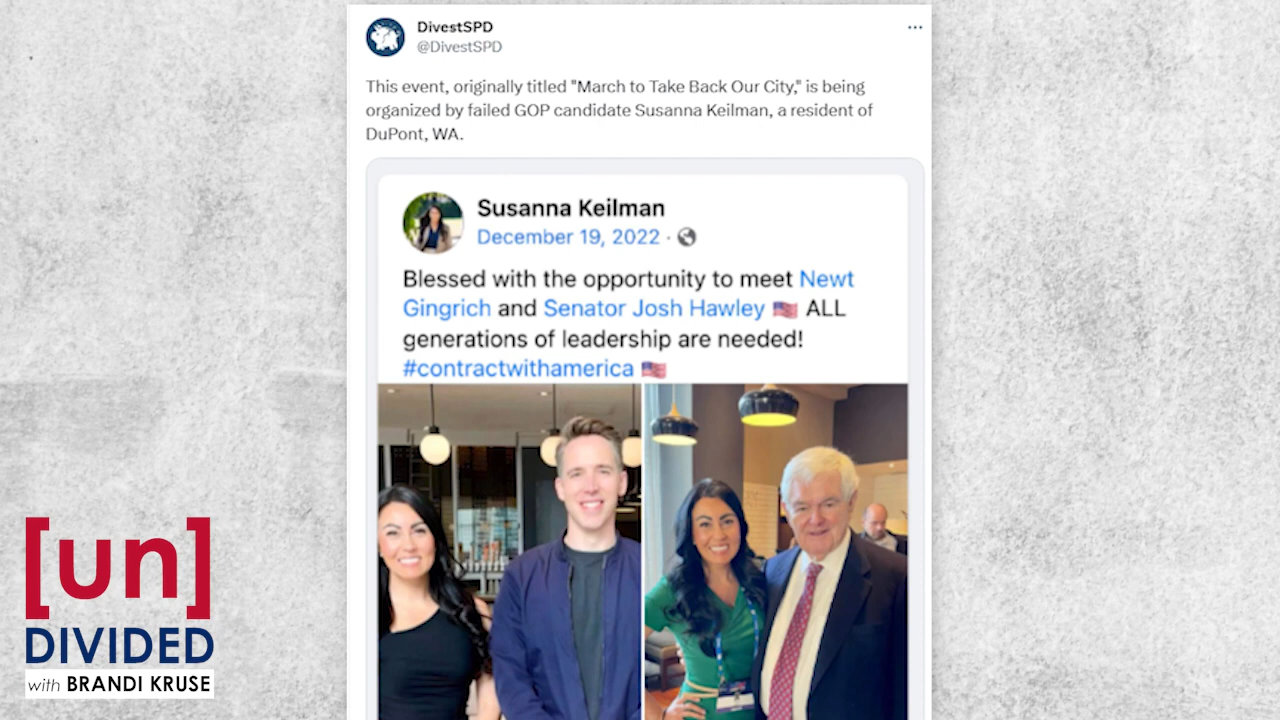 DivestSPD
@DivestSPD
This event, originally titled "March to Take Back Our City," is being
organized by failed GOP candidate Susanna Keilman, a resident of
DuPont, WA.
Susanna Keilman
December 19, 2022 ·
Blessed with the opportunity to meet Newt
Gingrich and Senator Josh Hawley 🇺🇸 ALL
generations of leadership are needed!
#contractwithamerica 🇺🇸
[un]
DIVIDED
with BRANDI KRUSE